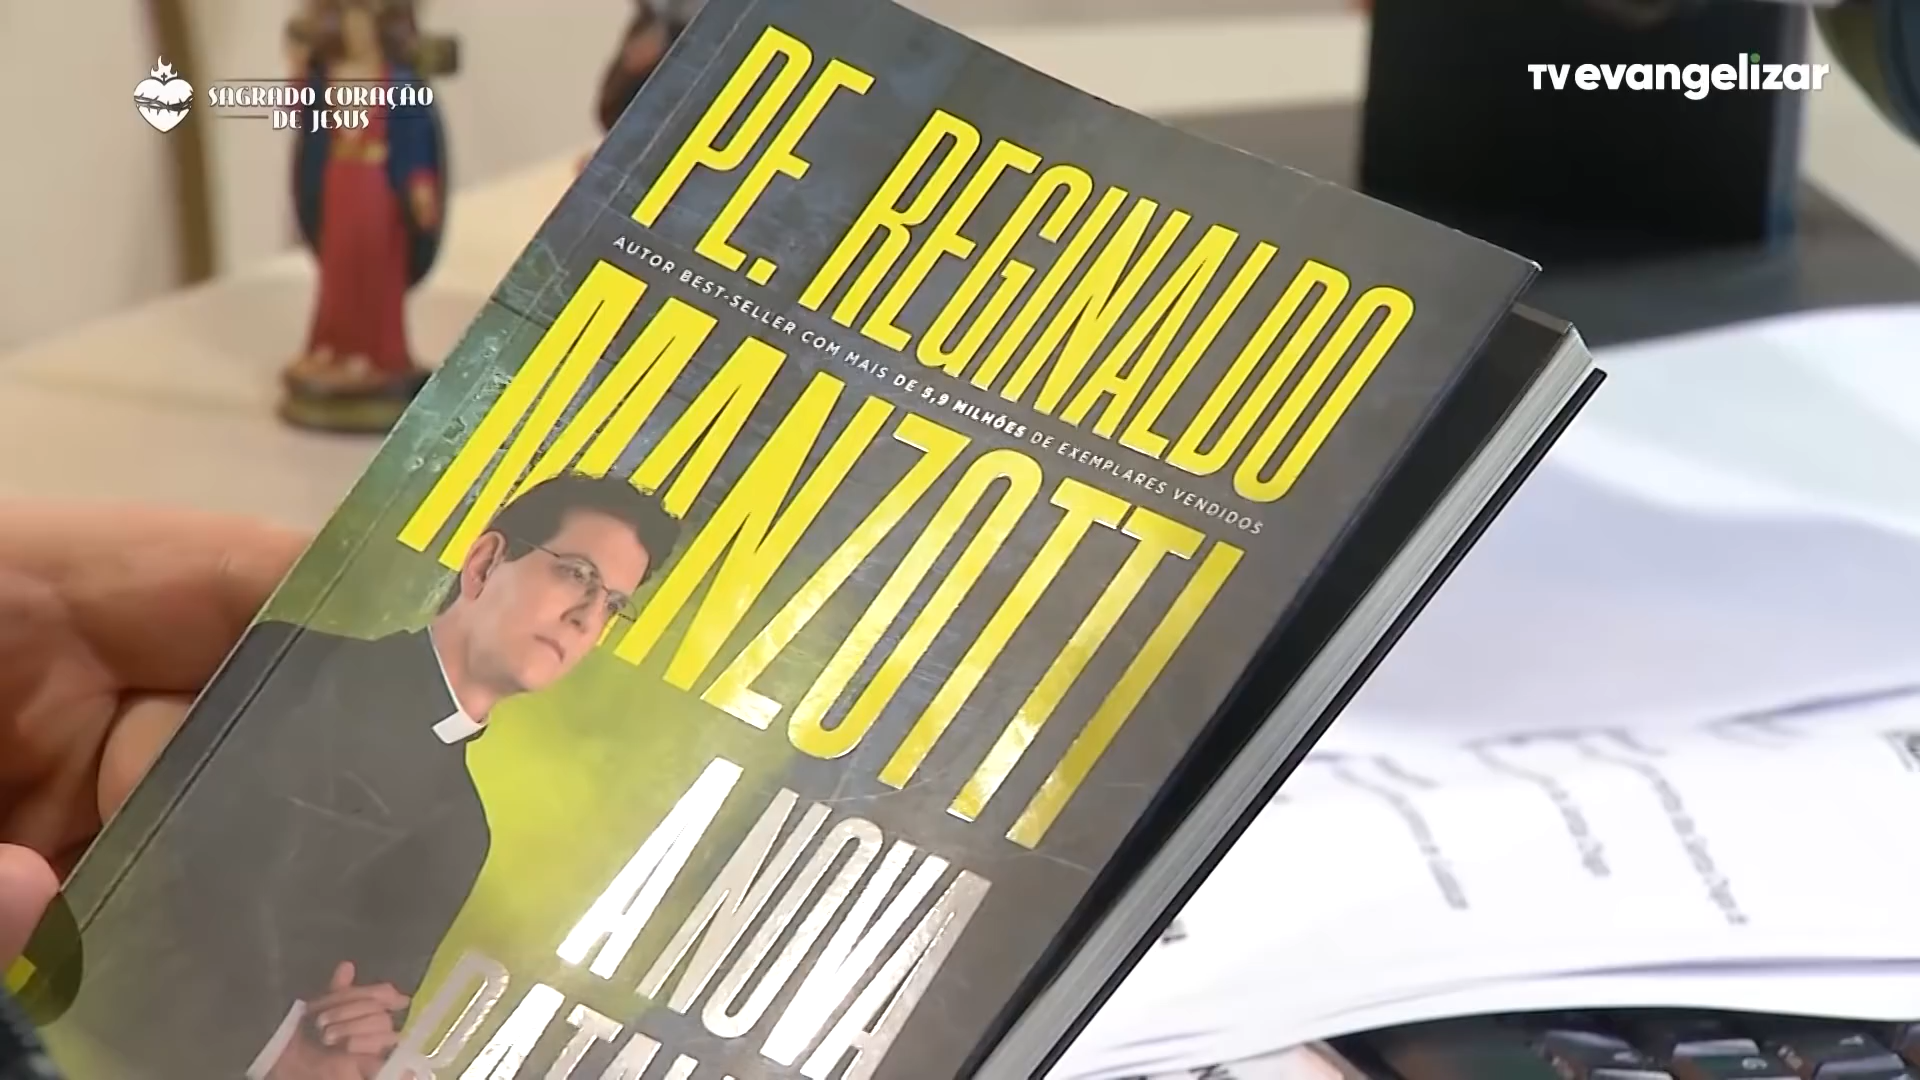 SAGRADO CORAÇÃO
DE JESUS
TV evangelizar
PE. REGINALDO
AUTOR BEST-SELLER COM MAIS DE 5,9 MILHÕES DE EXEMPLARES VENDIDOS
MANZOTTI
A NOVA